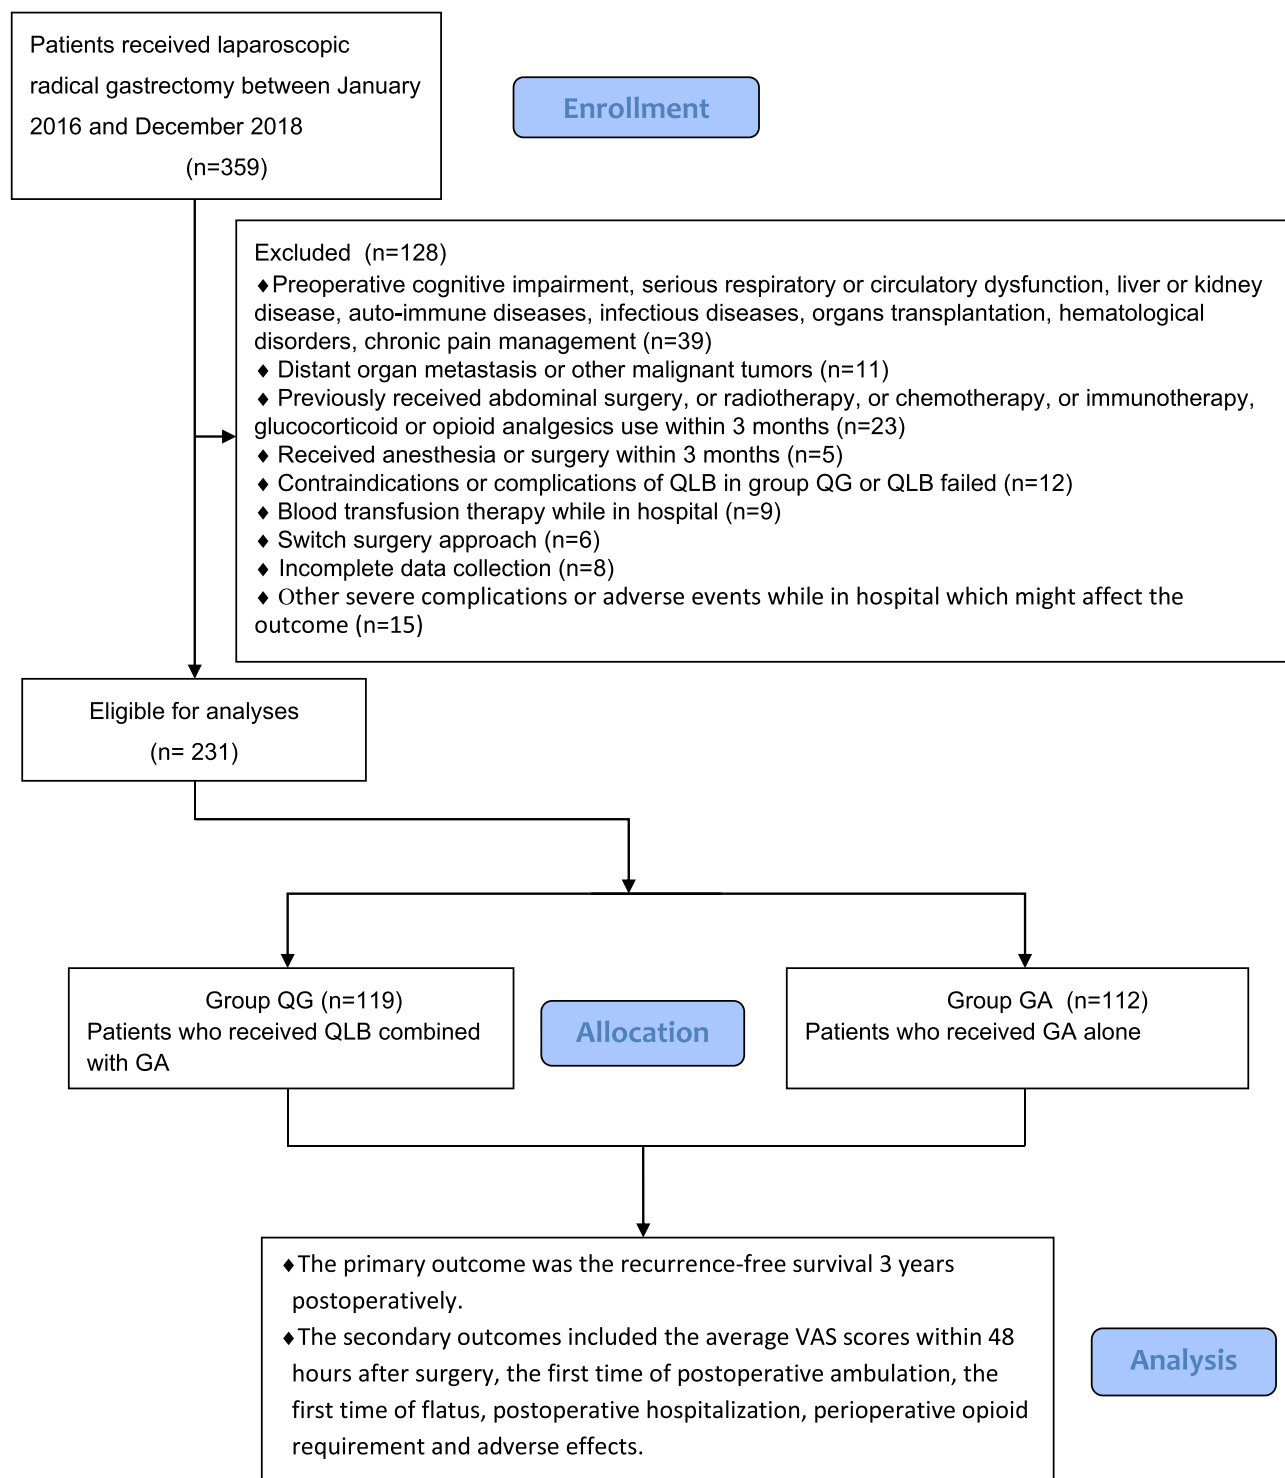 Patients received laparoscopic
radical gastrectomy between January
2016 and December 2018
(n=359)
Enrollment
Excluded  (n=128)
♦Preoperative cognitive impairment, serious respiratory or circulatory dysfunction, liver or kidney
disease, auto-immune diseases, infectious diseases, organs transplantation, hematological
disorders, chronic pain management (n=39)
♦ Distant organ metastasis or other malignant tumors (n=11)
♦ Previously received abdominal surgery, or radiotherapy, or chemotherapy, or immunotherapy,
glucocorticoid or opioid analgesics use within 3 months (n=23)
♦ Received anesthesia or surgery within 3 months (n=5)
♦ Contraindications or complications of QLB in group QG or QLB failed (n=12)
♦ Blood transfusion therapy while in hospital (n=9)
♦ Switch surgery approach (n=6)
♦ Incomplete data collection (n=8)
♦ Other severe complications or adverse events while in hospital which might affect the
outcome (n=15)
Eligible for analyses
(n= 231)
Group QG (n=119)
Patients who received QLB combined
with GA
Allocation
Group GA  (n=112)
Patients who received GA alone
♦The primary outcome was the recurrence-free survival 3 years
postoperatively.
♦The secondary outcomes included the average VAS scores within 48
hours after surgery, the first time of postoperative ambulation, the
first time of flatus, postoperative hospitalization, perioperative opioid
requirement and adverse effects.
Analysis